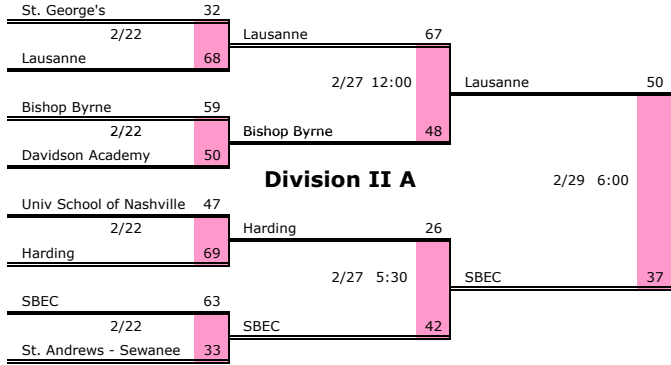 St. George's 32
2/22
Lausanne 68
Bishop Byrne 59
2/22
Davidson Academy 50
Univ School of Nashville 47
2/22
Harding 69
SBEC 63
2/22
St. Andrews - Sewanee 33
Lausanne 67
2/27 12:00
Bishop Byrne 48
Division II A
Harding 26
2/27 5:30
SBEC 42
Lausanne 50
2/29 6:00
SBEC 37